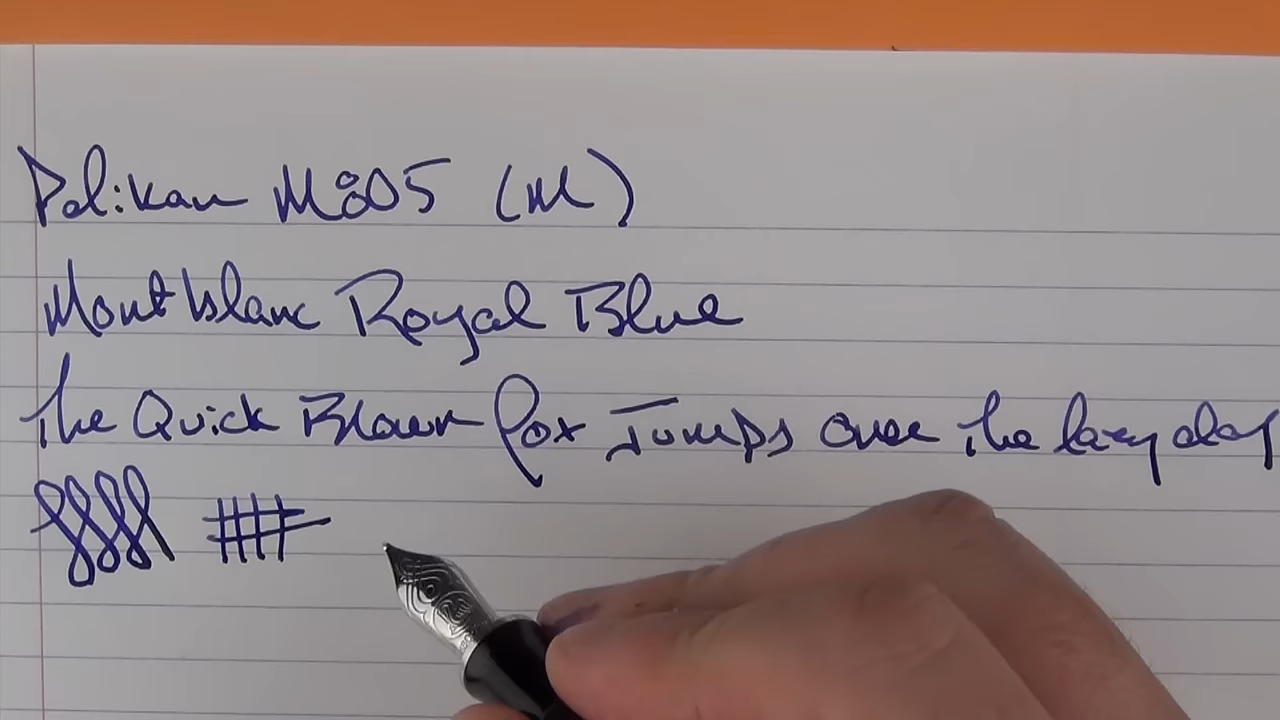 Pelikan M805 (M)
Montblanc Royal Blue
The Quick Brown Fox Jumps over the lazy dog